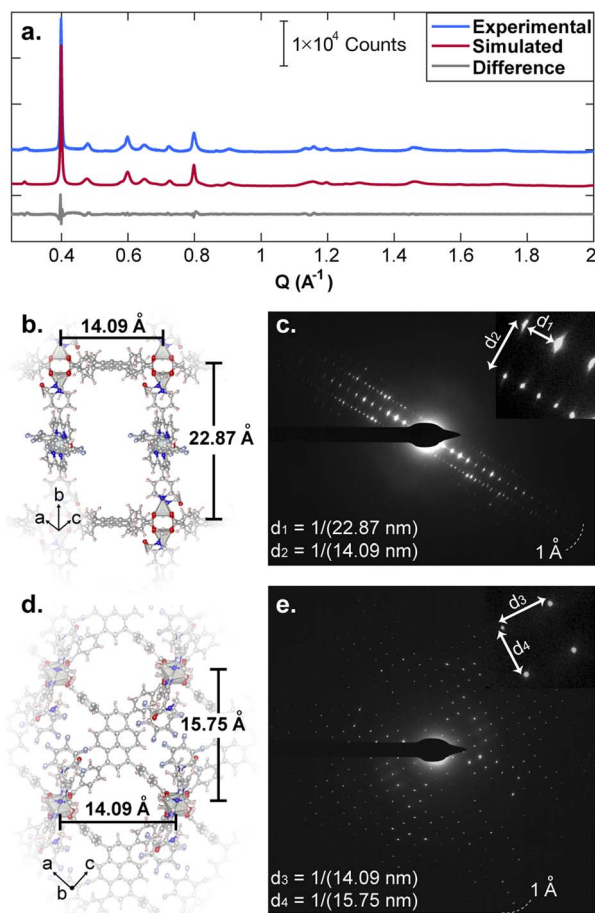 a.
1×10⁴ Counts
Experimental
Simulated
Difference
0.4 0.6 0.8 1 1.2 1.4 1.6 1.8 2
Q (A⁻¹)
b.
14.09 Å
22.87 Å
b
a c
c.
d₁
d₂
d₁ = 1/(22.87 nm)
d₂ = 1/(14.09 nm)
1 Å
d.
15.75 Å
14.09 Å
a c
b
e.
d₃
d₄
d₃ = 1/(14.09 nm)
d₄ = 1/(15.75 nm)
1 Å